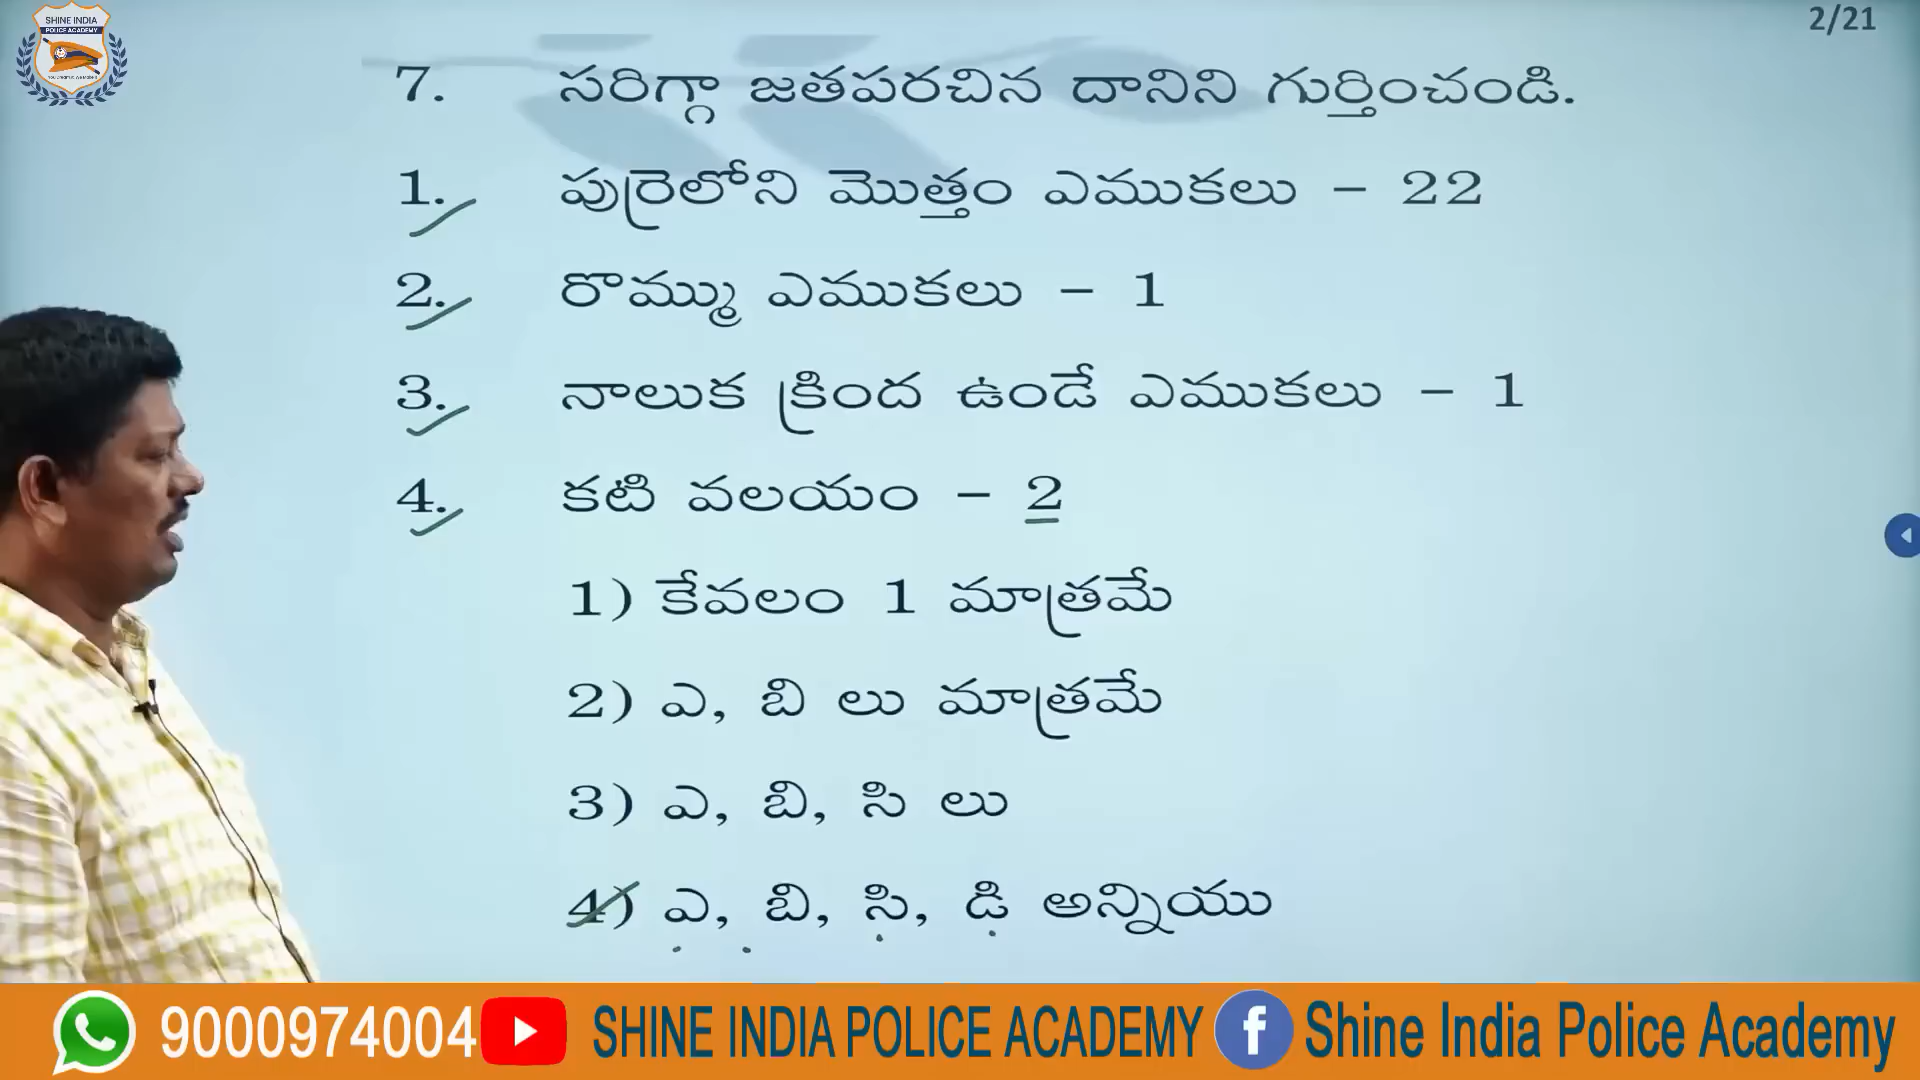 SHINE INDIA
POLICE ACADEMY
2/21
7. సరిగ్గా జతపరచిన దానిని గుర్తించండి.
1. పుర్రెలోని మొత్తం ఎముకలు - 22
2. రొమ్ము ఎముకలు - 1
3. నాలుక క్రింద ఉండే ఎముకలు - 1
4. కటి వలయం - 2
1) కేవలం 1 మాత్రమే
2) ఎ, బి లు మాత్రమే
3) ఎ, బి, సి లు
4) ఎ, బి, సి, డి అన్నియు
9000974004 SHINE INDIA POLICE ACADEMY Shine India Police Academy